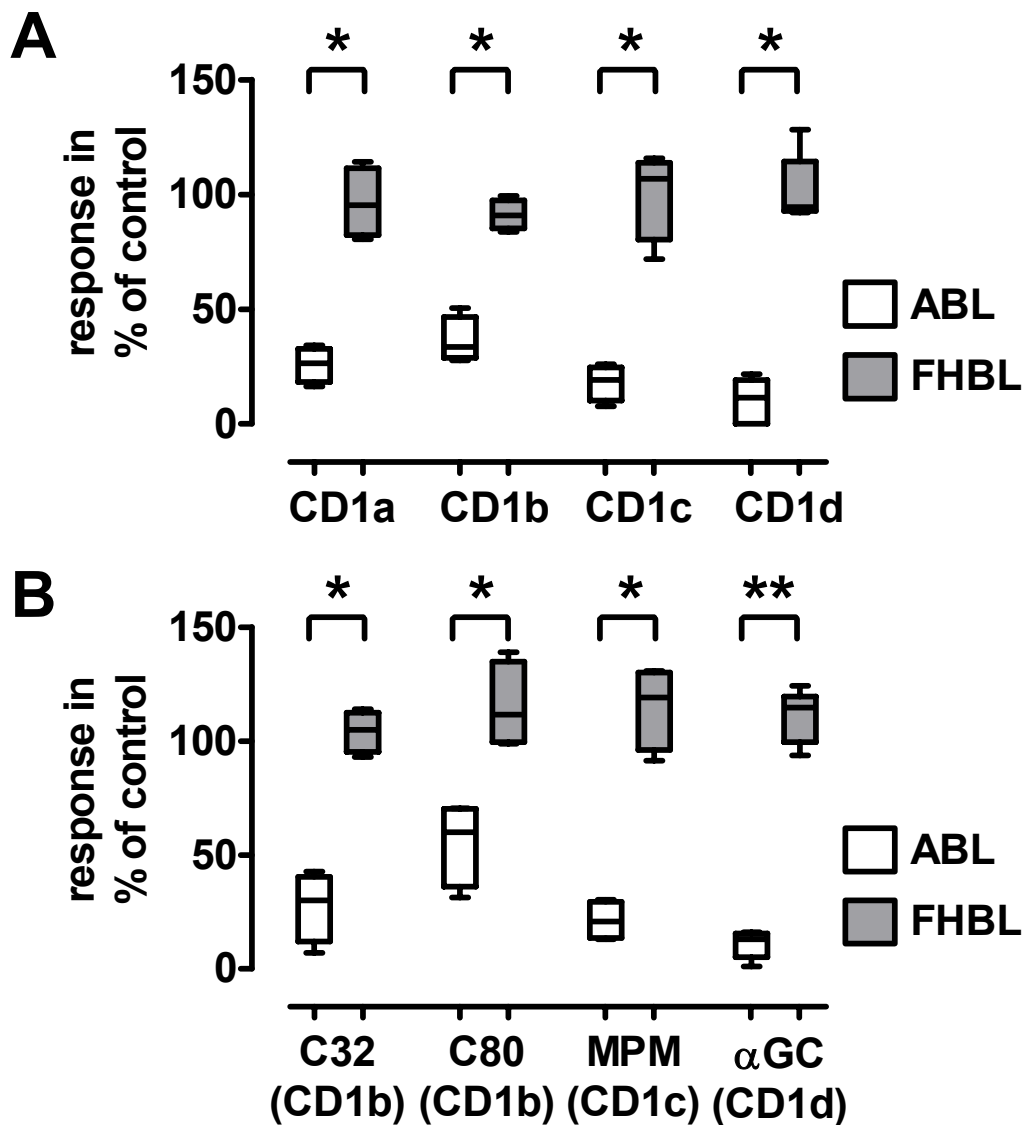 A
* * * *
150
100
50
0
response in
% of control
ABL
FHBL
CD1a CD1b CD1c CD1d
B
* * * **
150
100
50
0
response in
% of control
ABL
FHBL
C32 C80 MPM αGC
(CD1b) (CD1b) (CD1c) (CD1d)